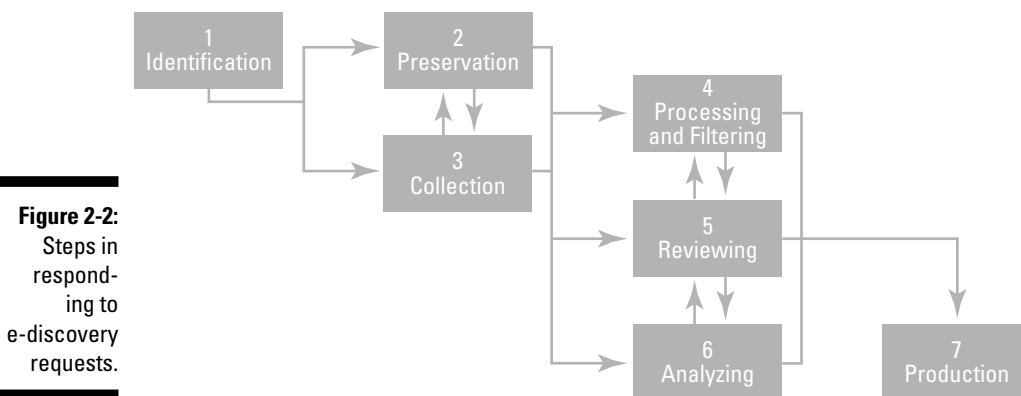 1
Identification
2
Preservation
3
Collection
4
Processing
and Filtering
5
Reviewing
6
Analyzing
7
Production
Figure 2-2:
Steps in
respond-
ing to
e-discovery
requests.